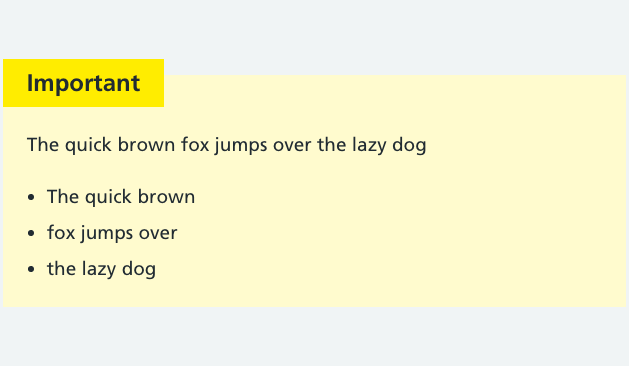 Important
The quick brown fox jumps over the lazy dog
• The quick brown
• fox jumps over
• the lazy dog